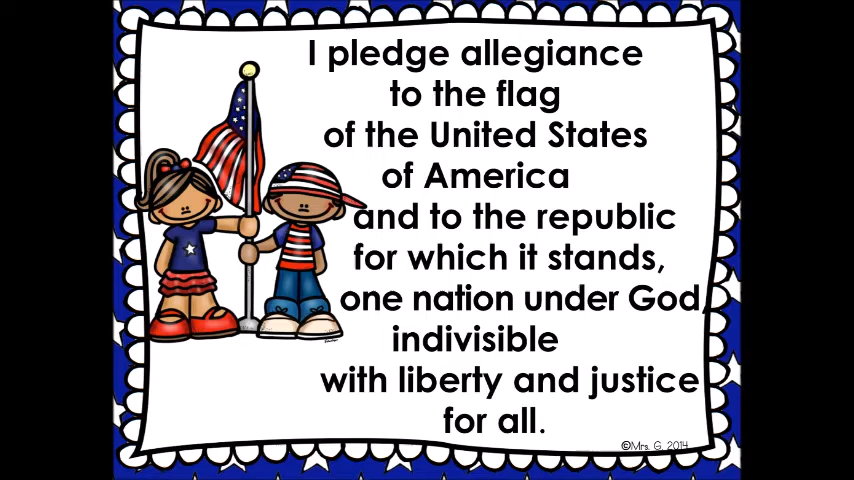 I pledge allegiance
to the flag
of the United States
of America
and to the republic
for which it stands,
one nation under God,
indivisible
with liberty and justice
for all.
©Mrs. G. 2014